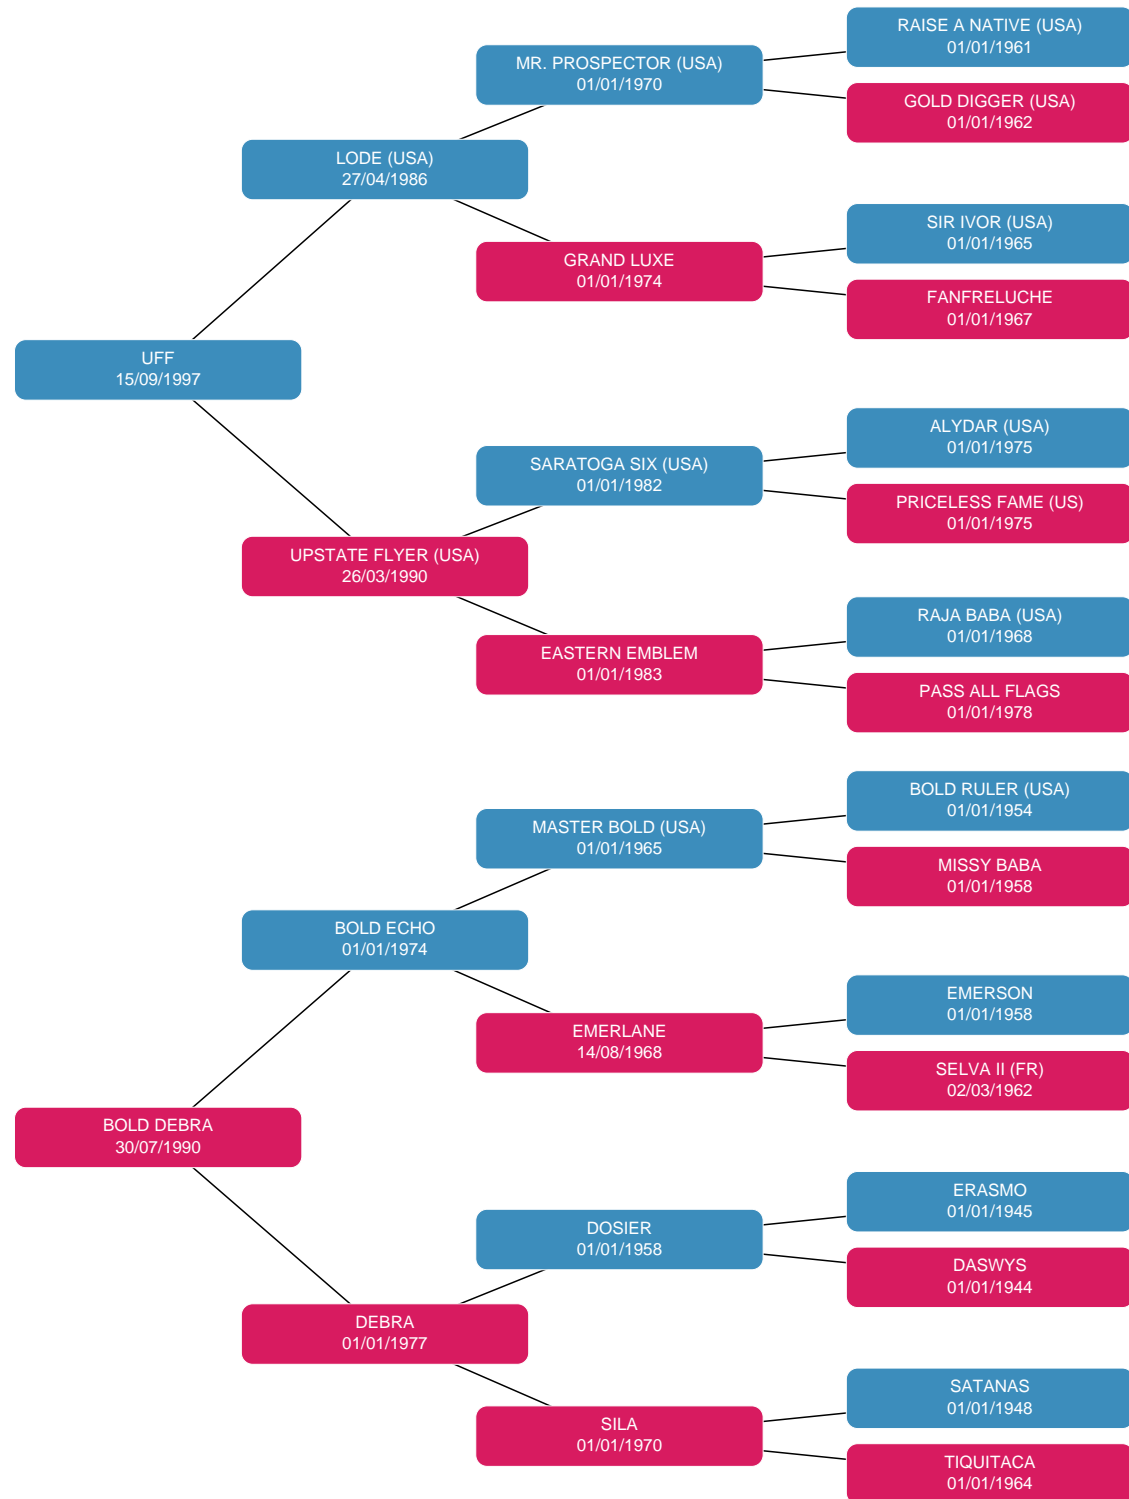 RAISE A NATIVE (USA)
01/01/1961
MR. PROSPECTOR (USA)
01/01/1970
GOLD DIGGER (USA)
01/01/1962
LODE (USA)
27/04/1986
SIR IVOR (USA)
01/01/1965
GRAND LUXE
01/01/1974
FANFRELUCHE
01/01/1967
UFF
15/09/1997
ALYDAR (USA)
01/01/1975
SARATOGA SIX (USA)
01/01/1982
PRICELESS FAME (US)
01/01/1975
UPSTATE FLYER (USA)
26/03/1990
RAJA BABA (USA)
01/01/1968
EASTERN EMBLEM
01/01/1983
PASS ALL FLAGS
01/01/1978
BOLD RULER (USA)
01/01/1954
MASTER BOLD (USA)
01/01/1965
MISSY BABA
01/01/1958
BOLD ECHO
01/01/1974
EMERSON
01/01/1958
EMERLANE
14/08/1968
SELVA II (FR)
02/03/1962
BOLD DEBRA
30/07/1990
ERASMO
01/01/1945
DOSIER
01/01/1958
DASWYS
01/01/1944
DEBRA
01/01/1977
SATANAS
01/01/1948
SILA
01/01/1970
TIQUITACA
01/01/1964